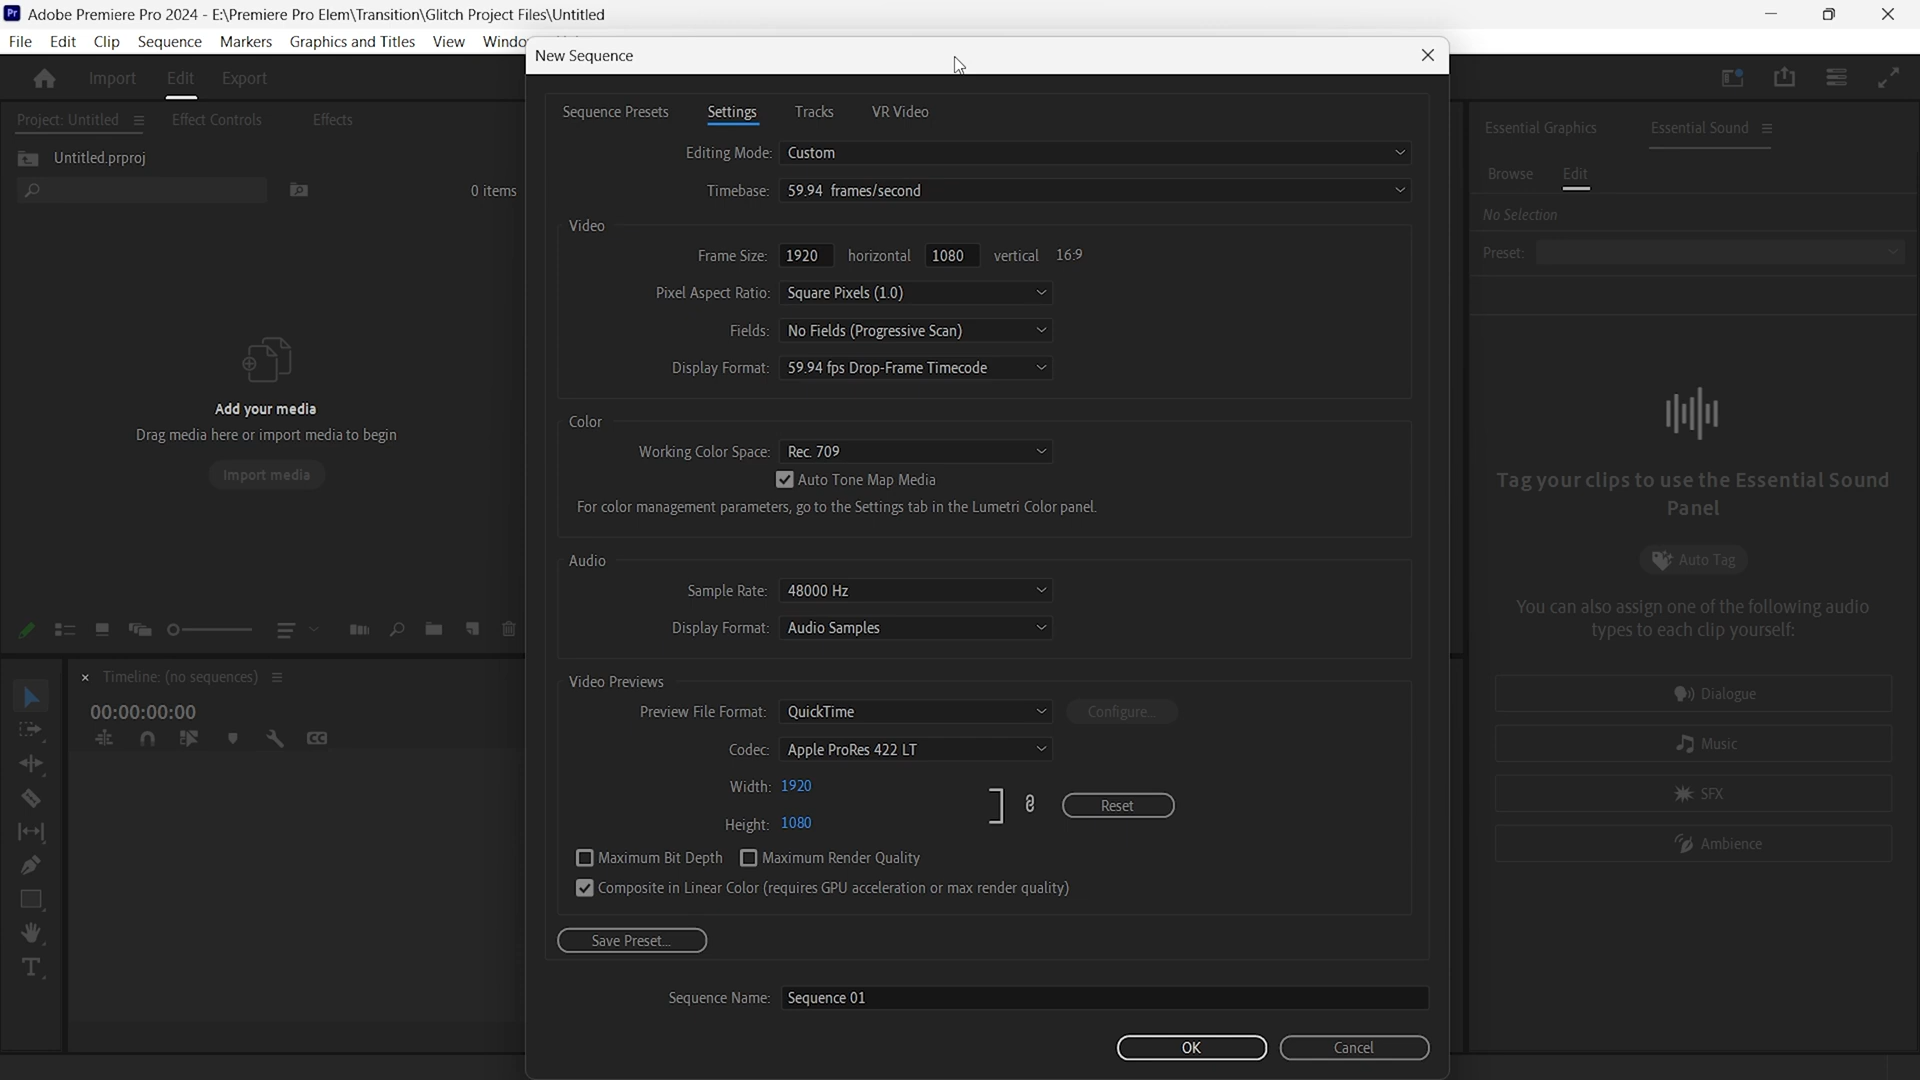 Pr Adobe Premiere Pro 2024 - E:\Premiere Pro Elem\Transition\Glitch Project Files\Untitled
File Edit Clip Sequence Markers Graphics and Titles View Windo
Import Edit Export
Project: Untitled Effect Controls Effects
Untitled.prproj
0 items
Add your media
Drag media here or import media to begin
Import media
Timeline: (no sequences)
00:00:00:00
CC
New Sequence
Sequence Presets Settings Tracks VR Video
Editing Mode: Custom
Timebase: 59.94 frames/second
Video
Frame Size: 1920 horizontal 1080 vertical 16:9
Pixel Aspect Ratio: Square Pixels (1.0)
Fields: No Fields (Progressive Scan)
Display Format: 59.94 fps Drop-Frame Timecode
Color
Working Color Space: Rec. 709
Auto Tone Map Media
For color management parameters, go to the Settings tab in the Lumetri Color panel.
Audio
Sample Rate: 48000 Hz
Display Format: Audio Samples
Video Previews
Preview File Format: QuickTime Configure...
Codec: Apple ProRes 422 LT
Width: 1920
Height: 1080
Reset
Maximum Bit Depth Maximum Render Quality
Composite in Linear Color (requires GPU acceleration or max render quality)
Save Preset...
Sequence Name: Sequence 01
OK Cancel
Essential Graphics Essential Sound
Browse Edit
No Selection
Preset:
Tag your clips to use the Essential Sound
Panel
Auto Tag
You can also assign one of the following audio
types to each clip yourself:
Dialogue
Music
SFX
Ambience